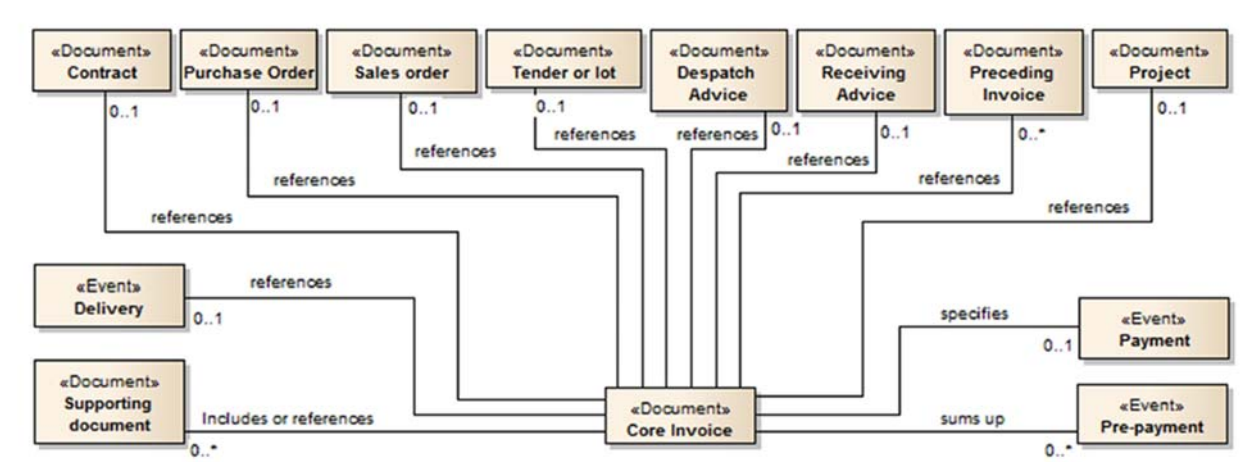 «Document»
Contract
0..1
references
«Document»
Purchase Order
0..1
references
«Document»
Sales order
0..1
references
«Document»
Tender or lot
0..1
references
«Document»
Despatch
Advice
0..1
references
«Document»
Receiving
Advice
0..1
references
«Document»
Preceding
Invoice
0..*
references
«Document»
Project
0..1
references
«Event»
Delivery
0..1
references
«Document»
Supporting
document
0..*
Includes or references
«Document»
Core Invoice
specifies
0..1
«Event»
Payment
sums up
0..*
«Event»
Pre-payment